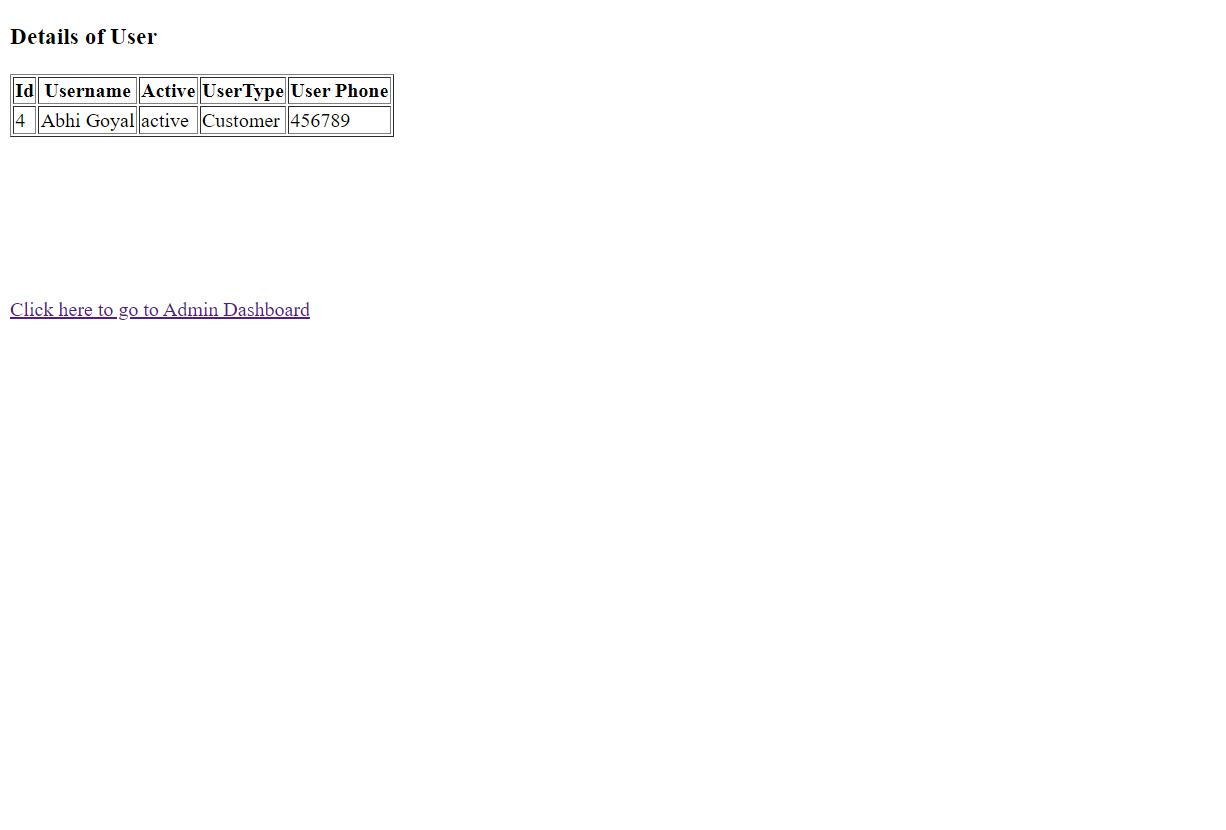 Details of User
Id Username Active UserType User Phone
4 Abhi Goyal active Customer 456789
Click here to go to Admin Dashboard